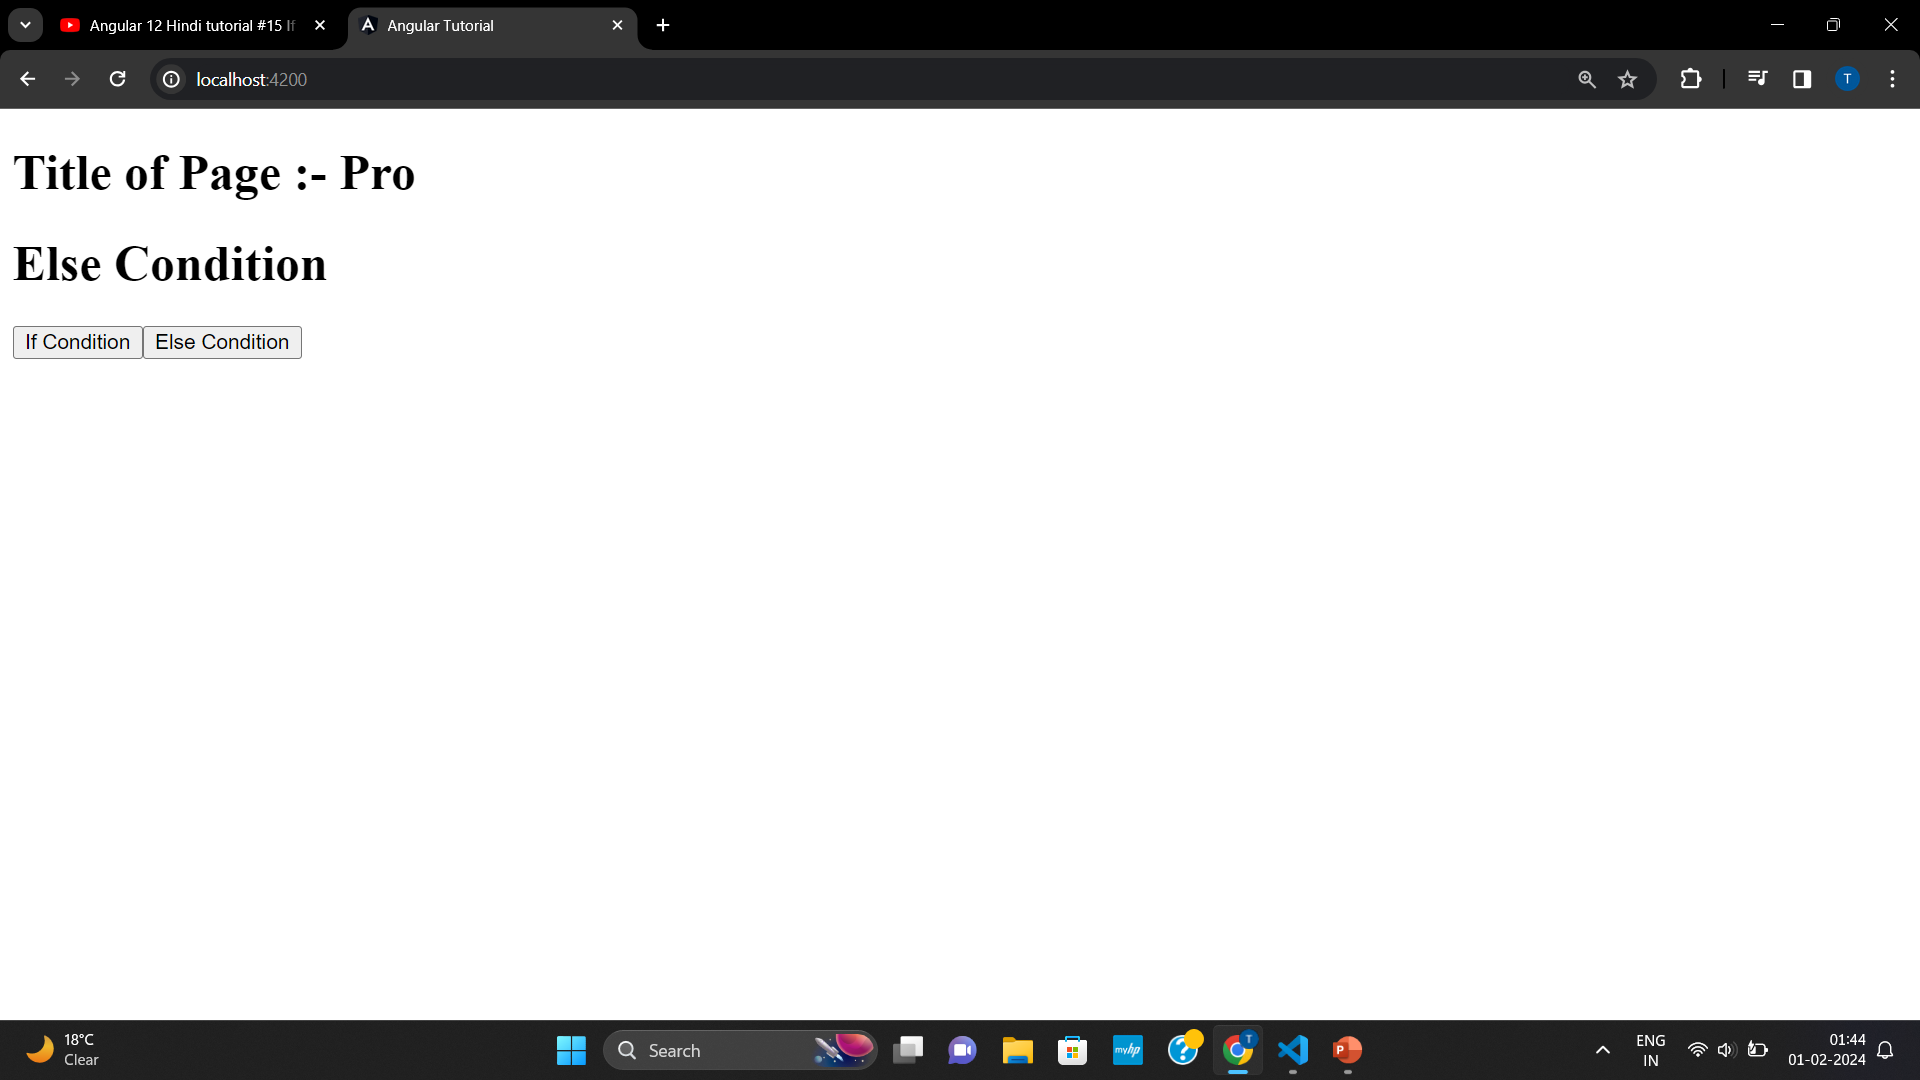 Angular 12 Hindi tutorial #15 If
Angular Tutorial
localhost:4200
T
Title of Page :- Pro
Else Condition
If Condition Else Condition
18°C
Clear
Search
myhp
T
P
ENG
IN
01:44
01-02-2024